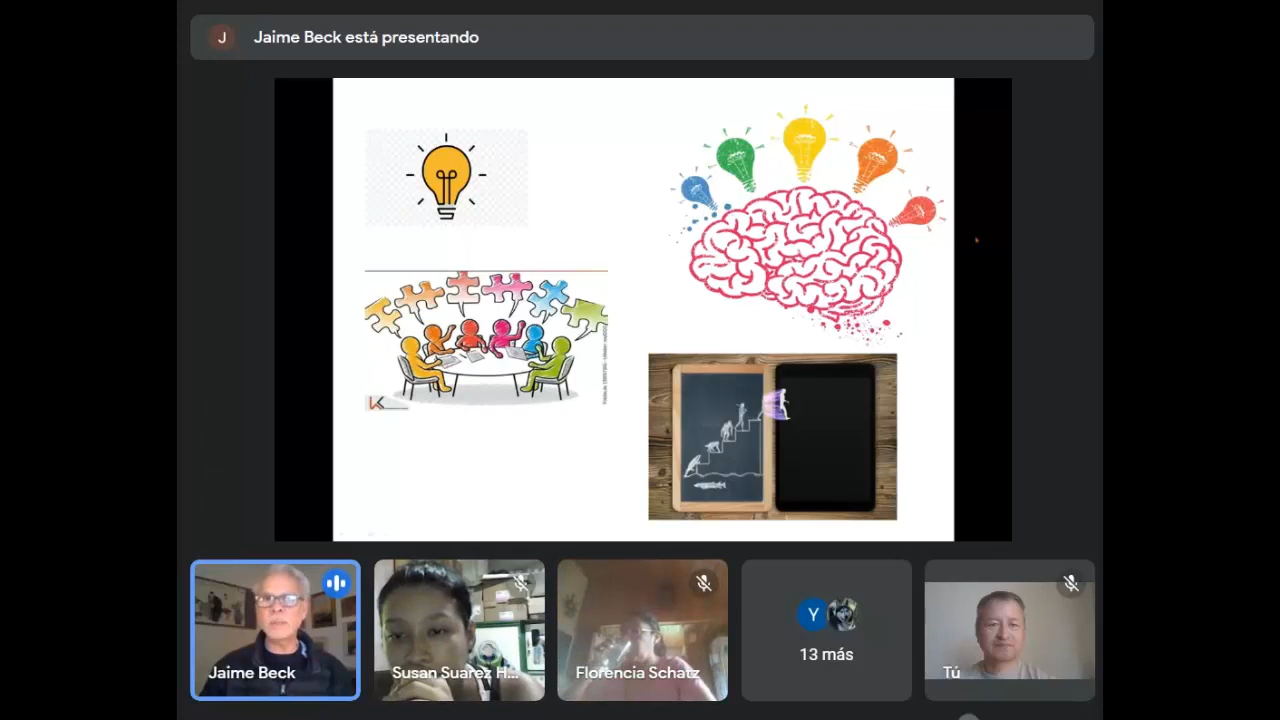 J
Jaime Beck está presentando
K
Jaime Beck
Susan Suarez H...
Florencia Schatz
Y
13 más
Tú